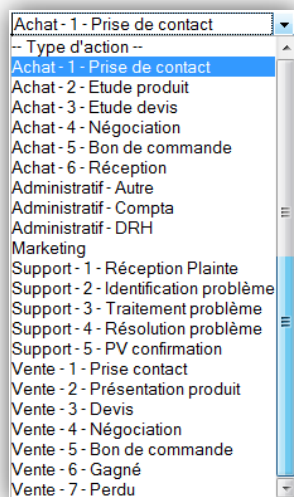 Achat - 1 - Prise de contact
-- Type d'action --
Achat - 1 - Prise de contact
Achat - 2 - Etude produit
Achat - 3 - Etude devis
Achat - 4 - Négociation
Achat - 5 - Bon de commande
Achat - 6 - Réception
Administratif - Autre
Administratif - Compta
Administratif - DRH
Marketing
Support - 1 - Réception Plainte
Support - 2 - Identification problème
Support - 3 - Traitement problème
Support - 4 - Résolution problème
Support - 5 - PV confirmation
Vente - 1 - Prise contact
Vente - 2 - Présentation produit
Vente - 3 - Devis
Vente - 4 - Négociation
Vente - 5 - Bon de commande
Vente - 6 - Gagné
Vente - 7 - Perdu